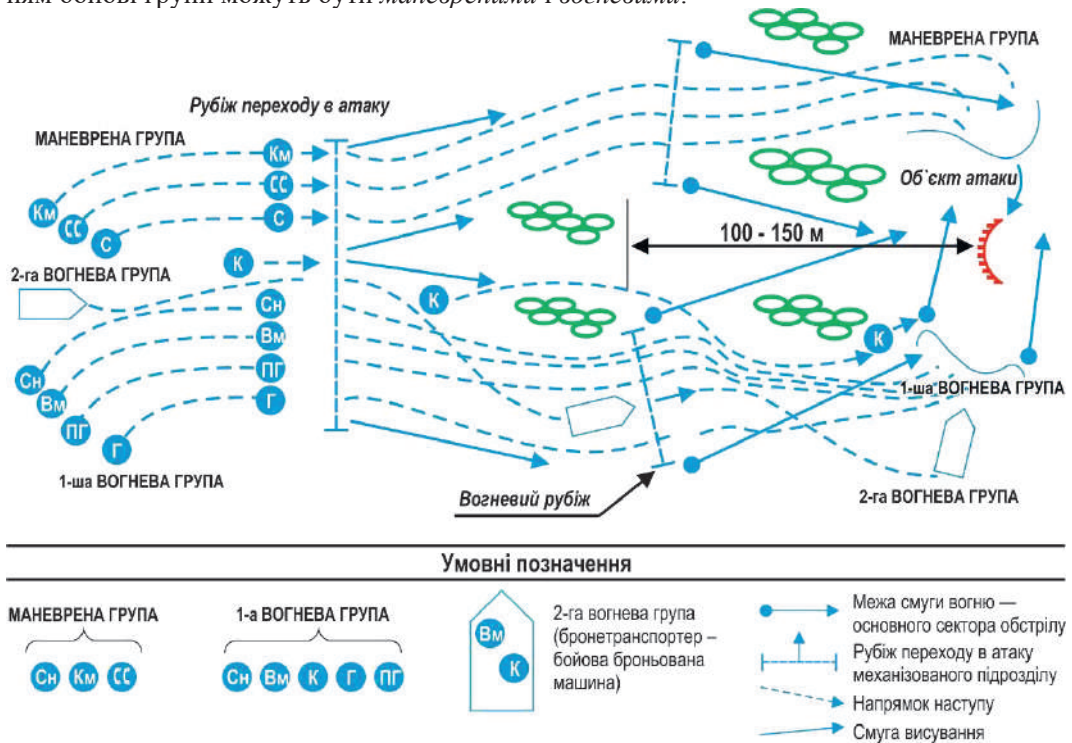 ням бойові групи можуть бути маневреними і вогневими.
МАНЕВРЕНА ГРУПА
Рубіж переходу в атаку
МАНЕВРЕНА ГРУПА
Км
Км
СС
СС
С
С
Об`єкт атаки
100 - 150 м
К
2-га ВОГНЕВА ГРУПА
К
Сн
К
Вм
Сн
Вм
ПГ
1-ша ВОГНЕВА ГРУПА
ПГ
Г
Г
1-ша ВОГНЕВА ГРУПА
2-га ВОГНЕВА ГРУПА
Вогневий рубіж
Умовні позначення
МАНЕВРЕНА ГРУПА
Сн Км СС
1-а ВОГНЕВА ГРУПА
Сн Вм К Г ПГ
Вм
К
2-га вогнева група
(бронетранспортер –
бойова броньована
машина)
Межа смуги вогню —
основного сектора обстрілу
Рубіж переходу в атаку
механізованого підрозділу
Напрямок наступу
Смуга висування